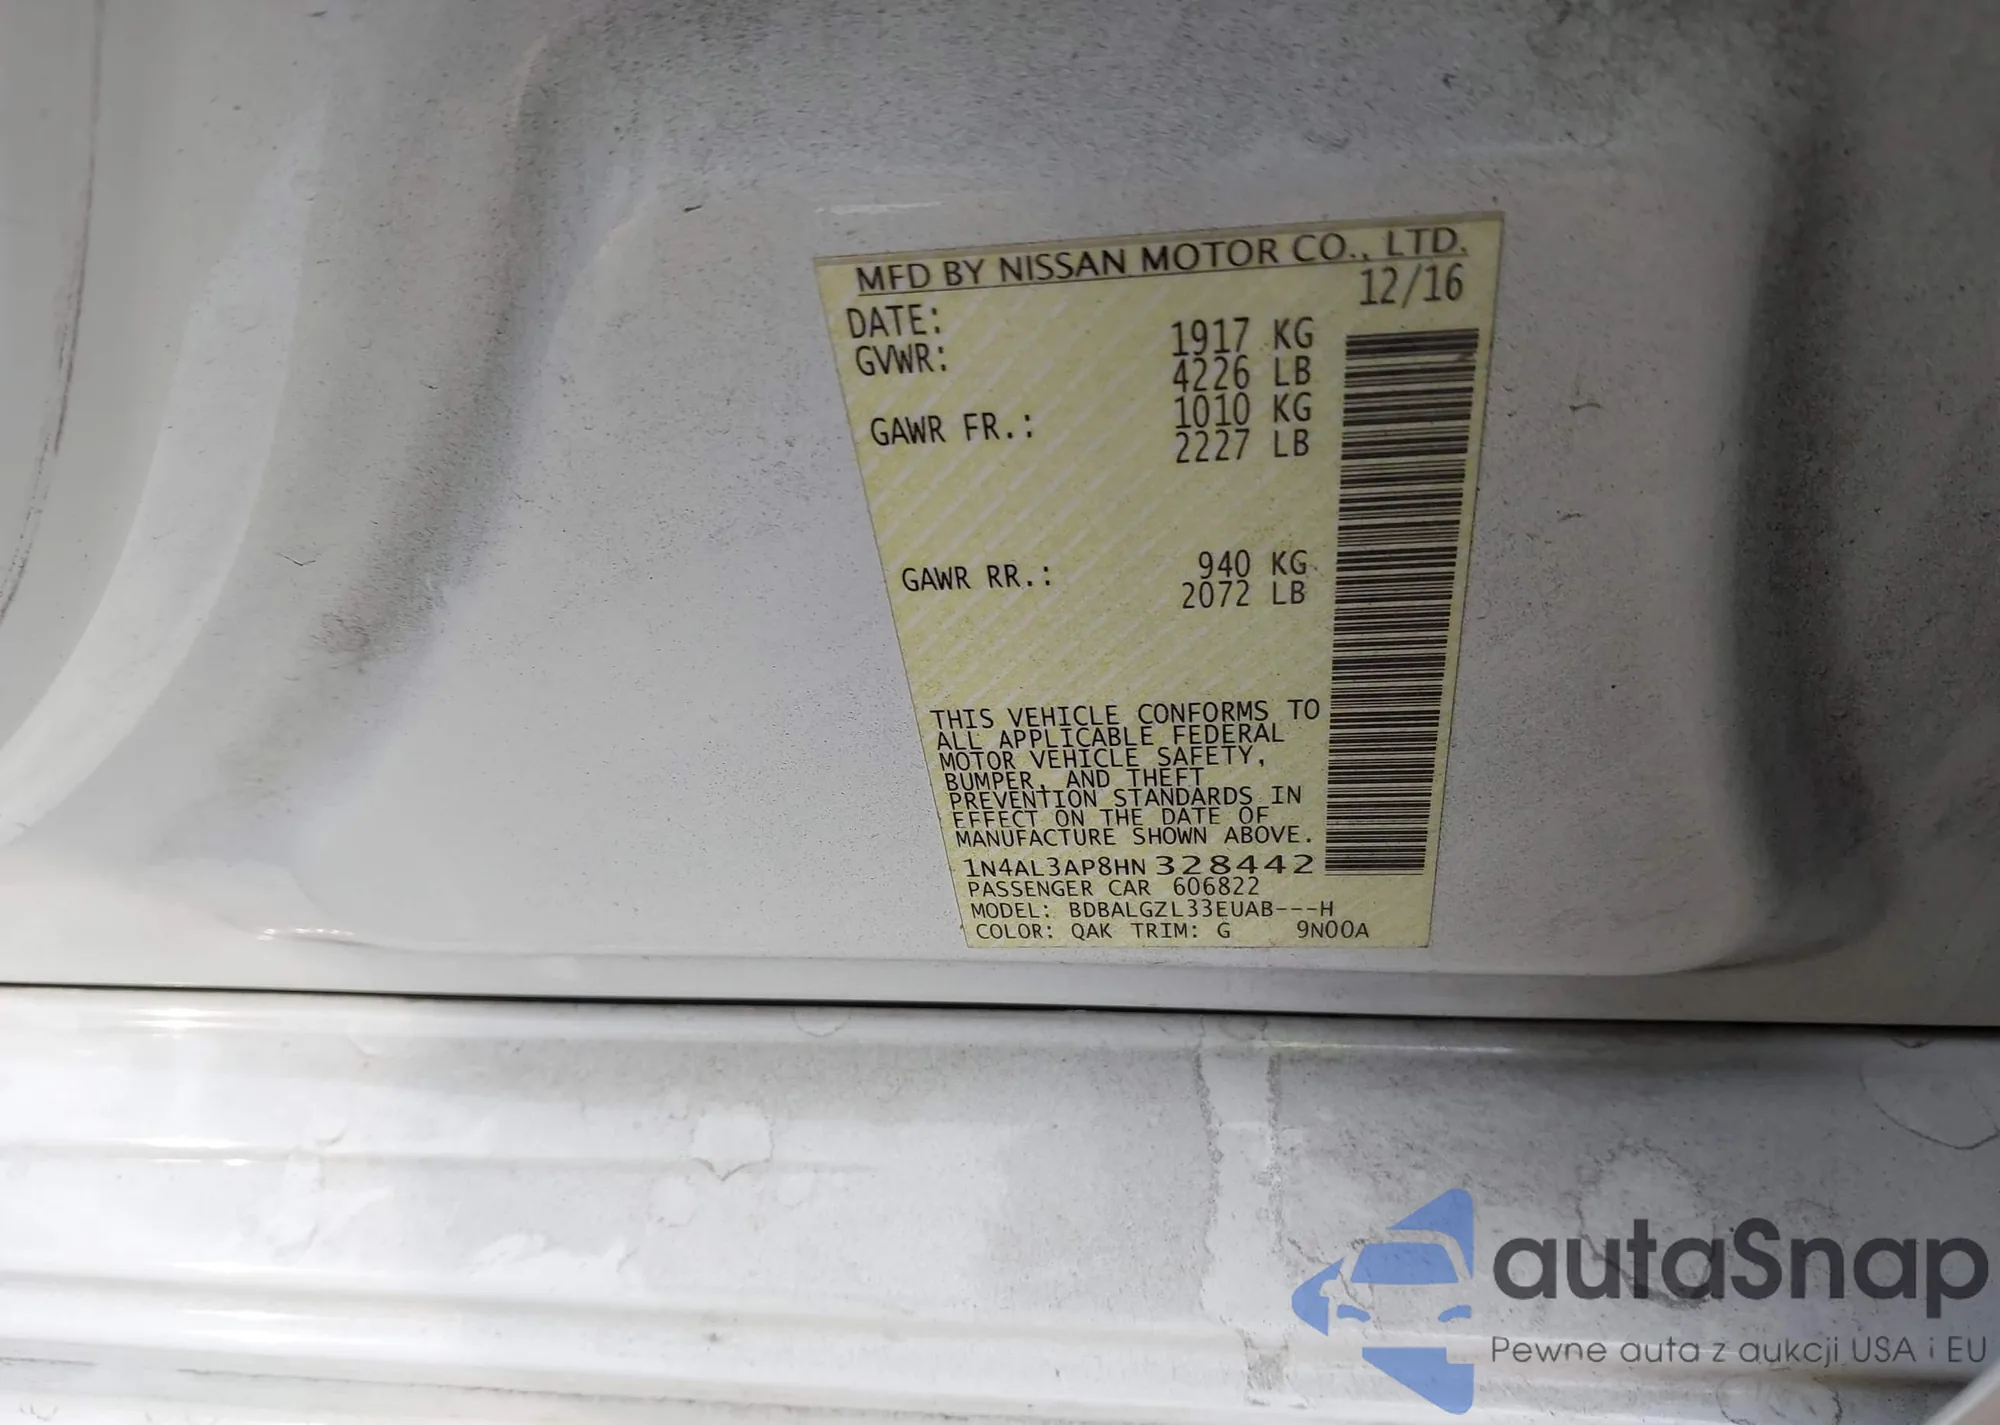 MFD BY NISSAN MOTOR CO., LTD.
DATE: 12/16
GVWR: 1917 KG
4226 LB
GAWR FR.: 1010 KG
2227 LB
GAWR RR.: 940 KG
2072 LB
THIS VEHICLE CONFORMS TO
ALL APPLICABLE FEDERAL
MOTOR VEHICLE SAFETY,
BUMPER, AND THEFT
PREVENTION STANDARDS IN
EFFECT ON THE DATE OF
MANUFACTURE SHOWN ABOVE.
1N4AL3AP8HN328442
PASSENGER CAR 606822
MODEL: BDBALGZL33EUAB---H
COLOR: QAK TRIM: G 9N00A
autaSnap
Pewne auta z aukcji USA i EU